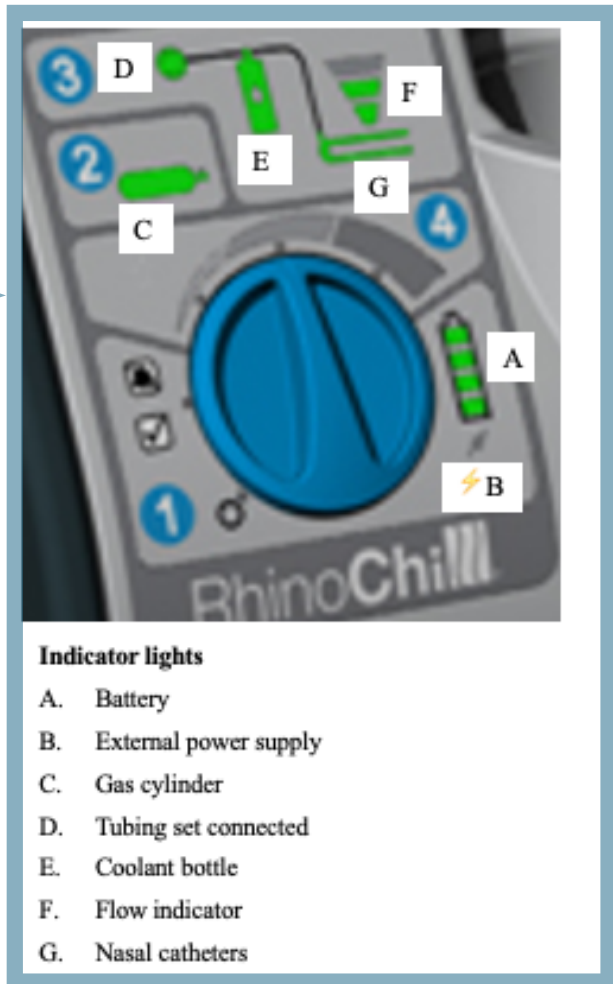 3 D
F
2
E
G
C
4
A
⚡B
1
RhinoChill
Indicator lights
A. Battery
B. External power supply
C. Gas cylinder
D. Tubing set connected
E. Coolant bottle
F. Flow indicator
G. Nasal catheters